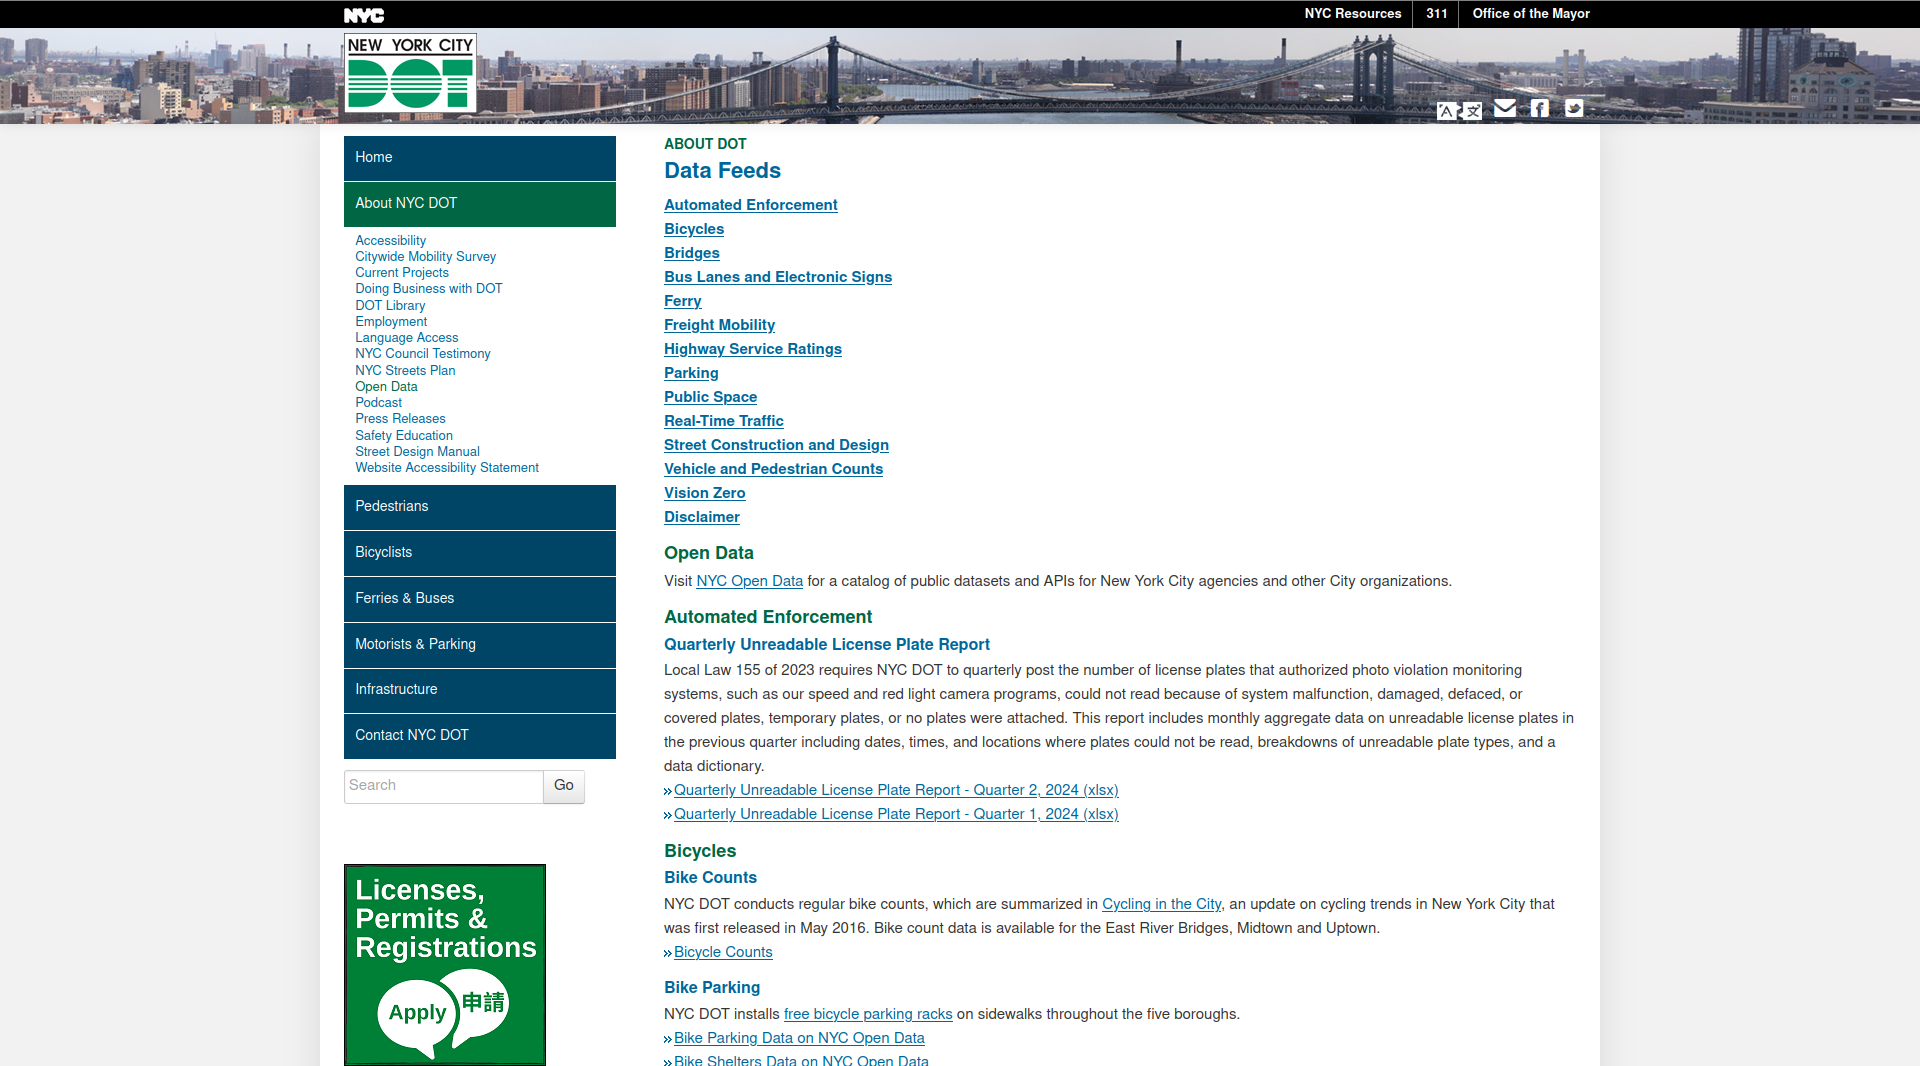 NYC
NYC Resources
311
Office of the Mayor
NEW YORK CITY
DOT
A 文
Home
About NYC DOT
Accessibility
Citywide Mobility Survey
Current Projects
Doing Business with DOT
DOT Library
Employment
Language Access
NYC Council Testimony
NYC Streets Plan
Open Data
Podcast
Press Releases
Safety Education
Street Design Manual
Website Accessibility Statement
Pedestrians
Bicyclists
Ferries & Buses
Motorists & Parking
Infrastructure
Contact NYC DOT
Search
Go
Licenses,
Permits &
Registrations
Apply
申請
ABOUT DOT
Data Feeds
Automated Enforcement
Bicycles
Bridges
Bus Lanes and Electronic Signs
Ferry
Freight Mobility
Highway Service Ratings
Parking
Public Space
Real-Time Traffic
Street Construction and Design
Vehicle and Pedestrian Counts
Vision Zero
Disclaimer
Open Data
Visit NYC Open Data for a catalog of public datasets and APIs for New York City agencies and other City organizations.
Automated Enforcement
Quarterly Unreadable License Plate Report
Local Law 155 of 2023 requires NYC DOT to quarterly post the number of license plates that authorized photo violation monitoring
systems, such as our speed and red light camera programs, could not read because of system malfunction, damaged, defaced, or
covered plates, temporary plates, or no plates were attached. This report includes monthly aggregate data on unreadable license plates in
the previous quarter including dates, times, and locations where plates could not be read, breakdowns of unreadable plate types, and a
data dictionary.
»Quarterly Unreadable License Plate Report - Quarter 2, 2024 (xlsx)
»Quarterly Unreadable License Plate Report - Quarter 1, 2024 (xlsx)
Bicycles
Bike Counts
NYC DOT conducts regular bike counts, which are summarized in Cycling in the City, an update on cycling trends in New York City that
was first released in May 2016. Bike count data is available for the East River Bridges, Midtown and Uptown.
»Bicycle Counts
Bike Parking
NYC DOT installs free bicycle parking racks on sidewalks throughout the five boroughs.
»Bike Parking Data on NYC Open Data
»Bike Shelters Data on NYC Open Data